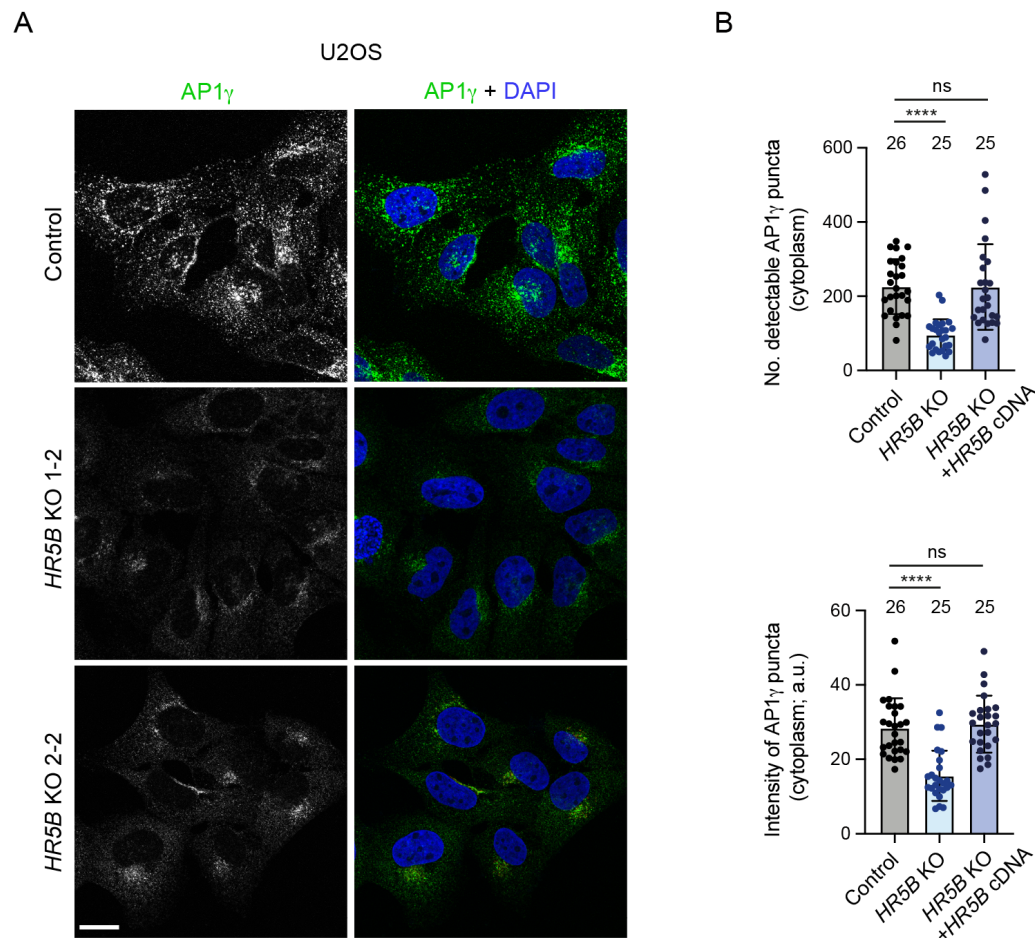 A
U2OS
AP1γ
AP1γ + DAPI
Control
HR5B KO 1-2
HR5B KO 2-2
B
ns
****
26 25 25
600
400
200
0
No. detectable AP1γ puncta
(cytoplasm)
Control
HR5B KO
HR5B KO
+HR5B cDNA
ns
****
26 25 25
60
40
20
0
Intensity of AP1γ puncta
(cytoplasm; a.u.)
Control
HR5B KO
HR5B KO
+HR5B cDNA